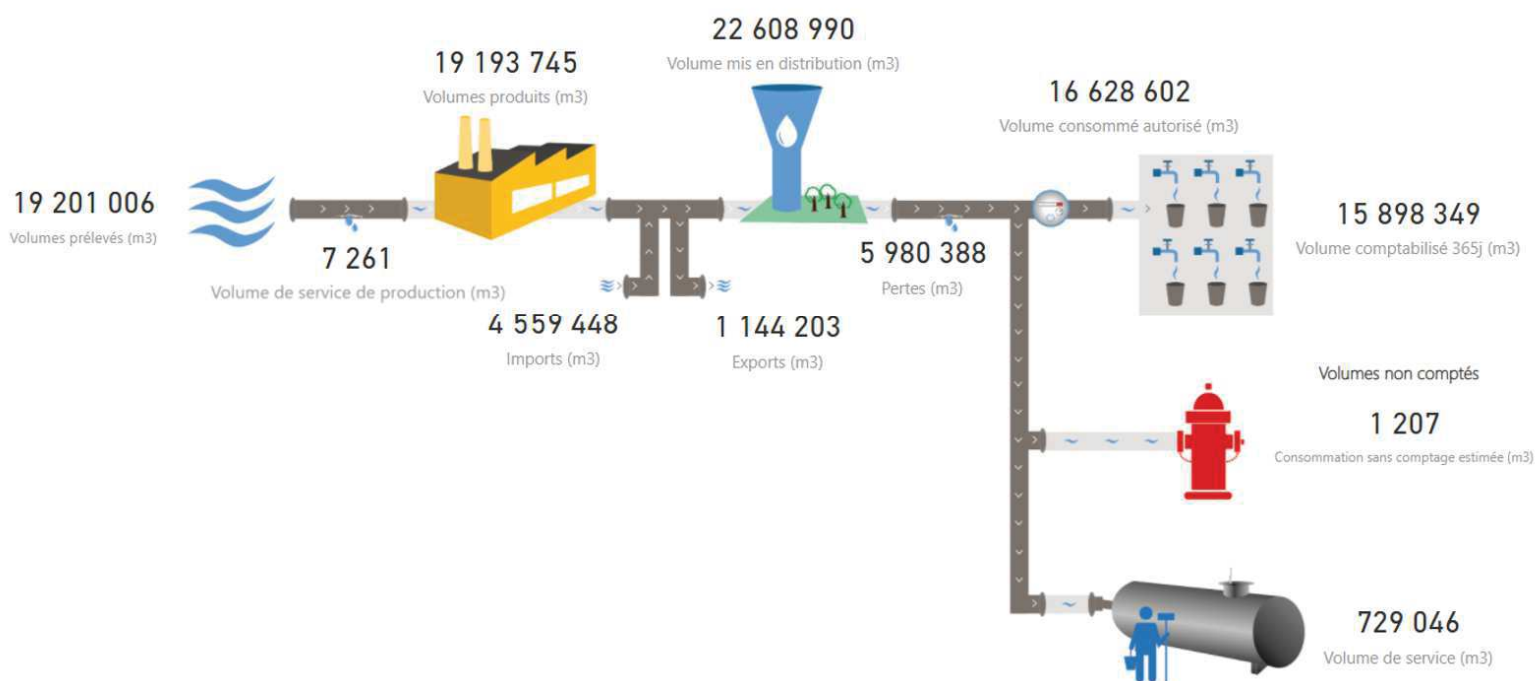 22 608 990
Volume mis en distribution (m3)
19 193 745
Volumes produits (m3)
16 628 602
Volume consommé autorisé (m3)
19 201 006
Volumes prélevés (m3)
7 261
Volume de service de production (m3)
5 980 388
Pertes (m3)
15 898 349
Volume comptabilisé 365j (m3)
4 559 448
Imports (m3)
1 144 203
Exports (m3)
Volumes non comptés
1 207
Consommation sans comptage estimée (m3)
729 046
Volume de service (m3)